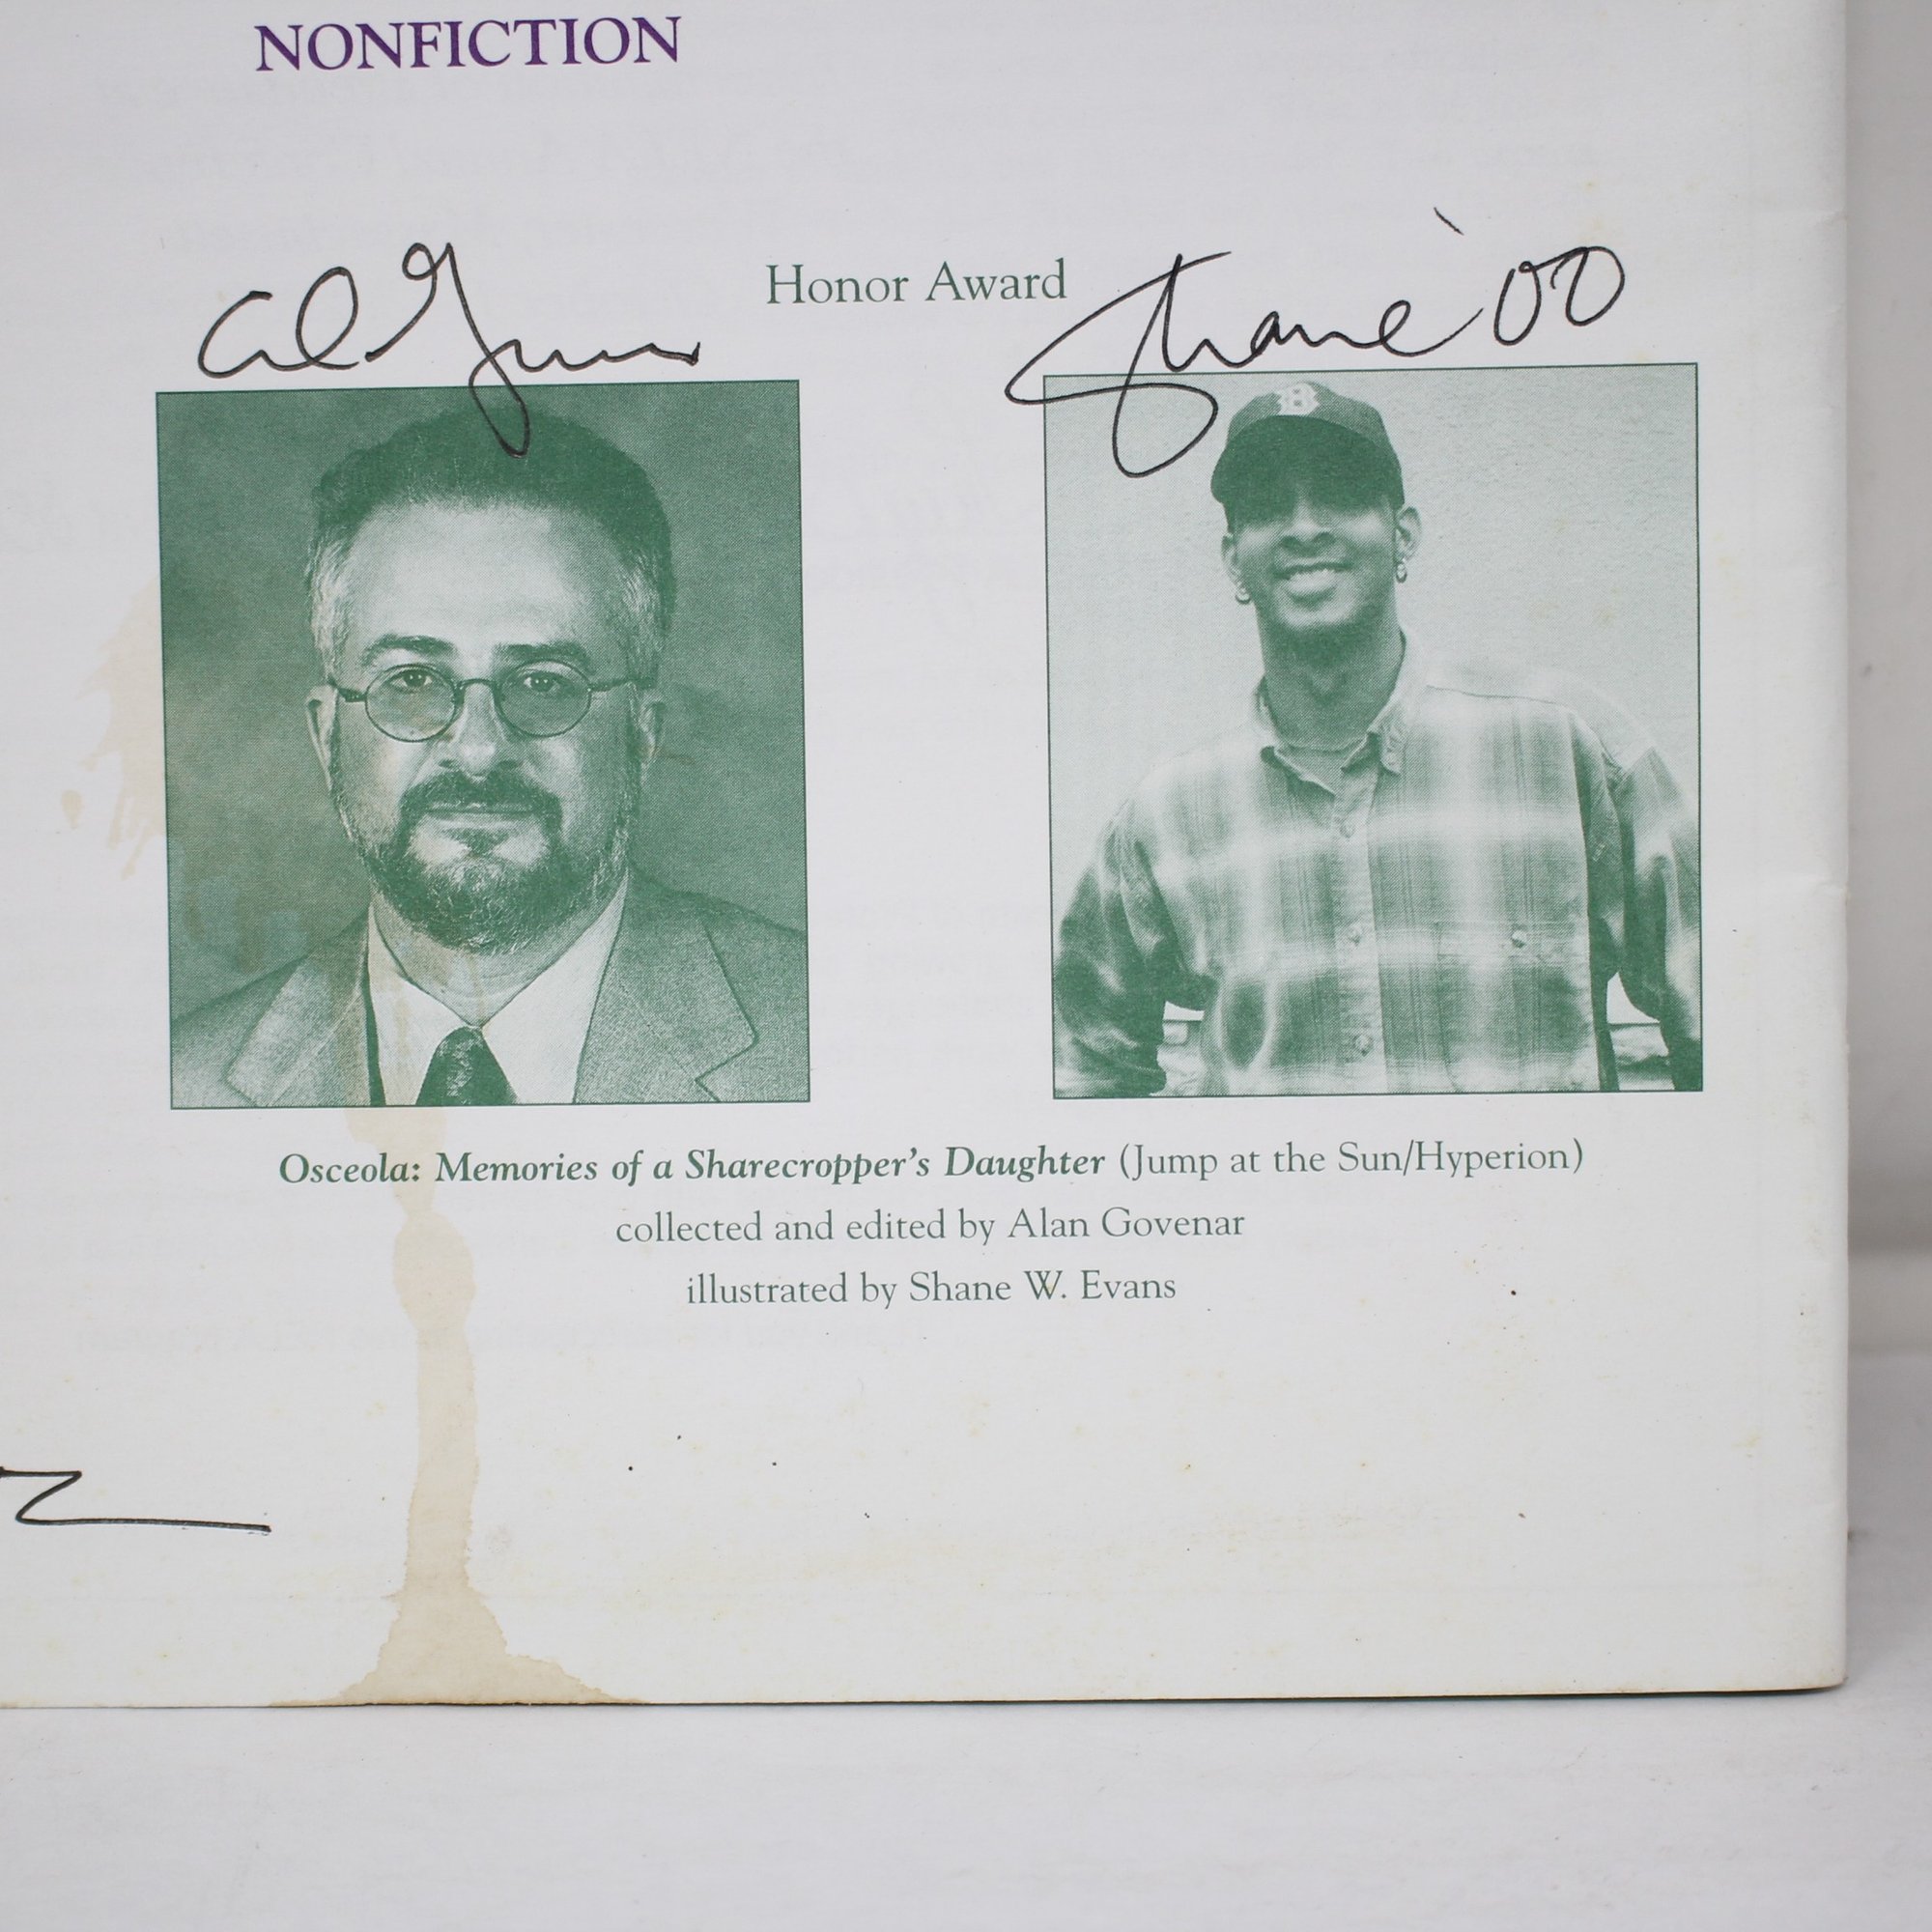 NONFICTION
Honor Award
Shane '00
B
Osceola: Memories of a Sharecropper's Daughter (Jump at the Sun/Hyperion)
collected and edited by Alan Govenar
illustrated by Shane W. Evans